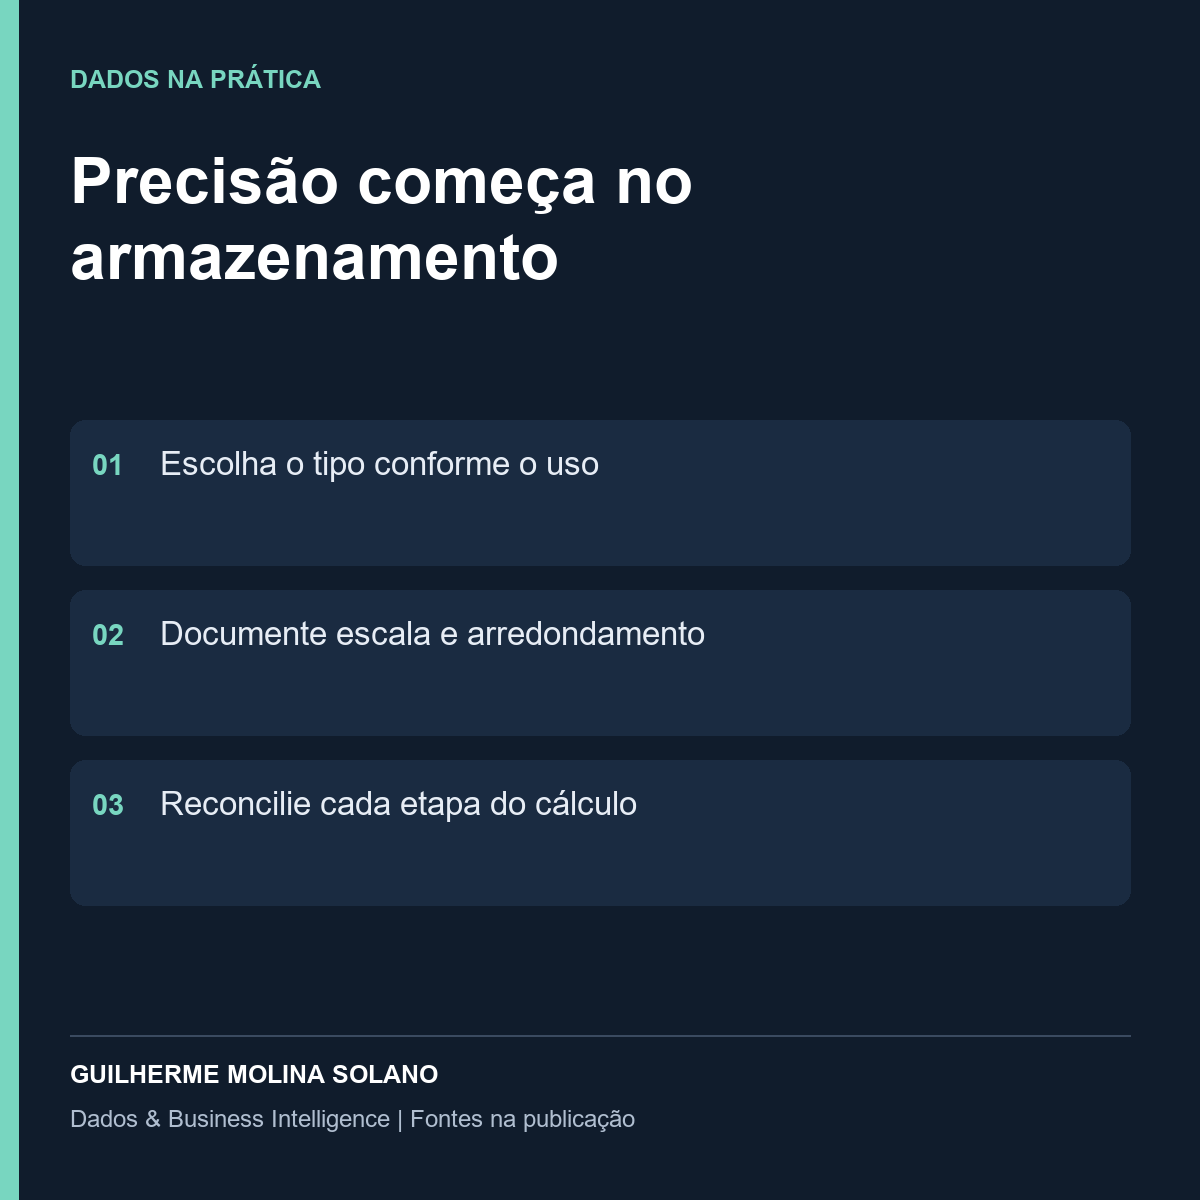 DADOS NA PRÁTICA
Precisão começa no
armazenamento
01 Escolha o tipo conforme o uso
02 Documente escala e arredondamento
03 Reconcilie cada etapa do cálculo
GUILHERME MOLINA SOLANO
Dados & Business Intelligence | Fontes na publicação